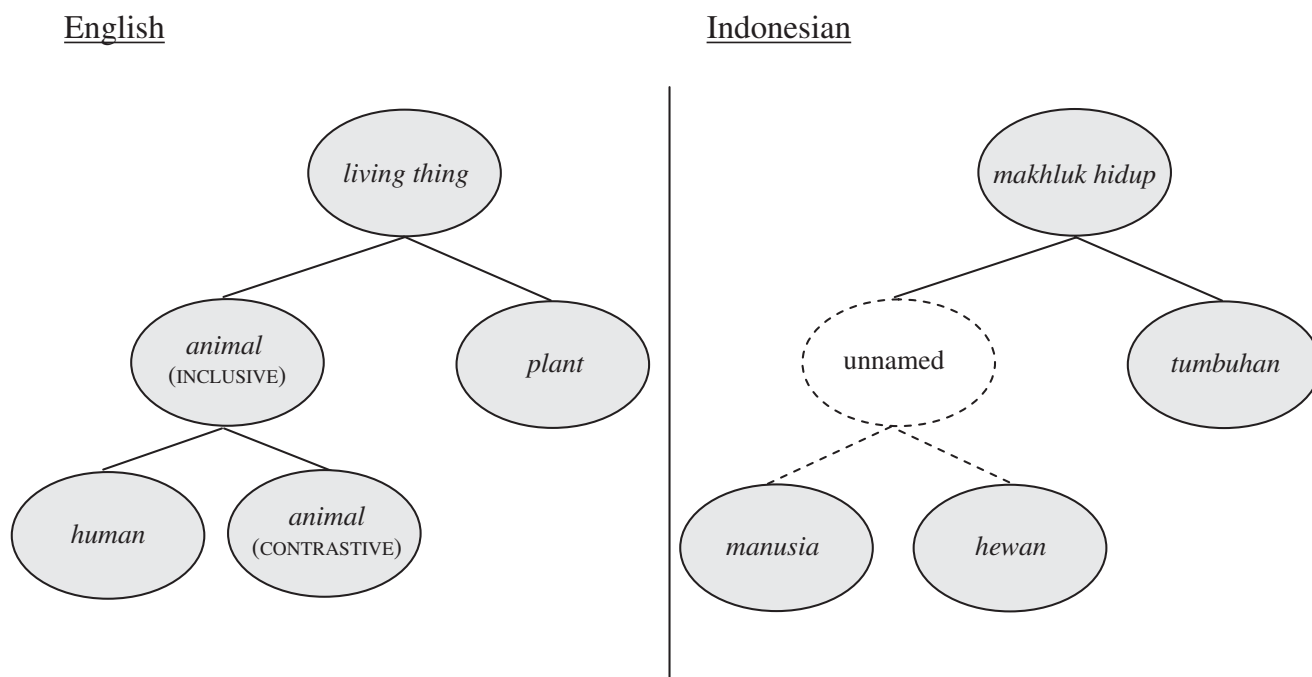 English
living thing
animal
(INCLUSIVE)
plant
human
animal
(CONTRASTIVE)
Indonesian
makhluk hidup
unnamed
tumbuhan
manusia
hewan